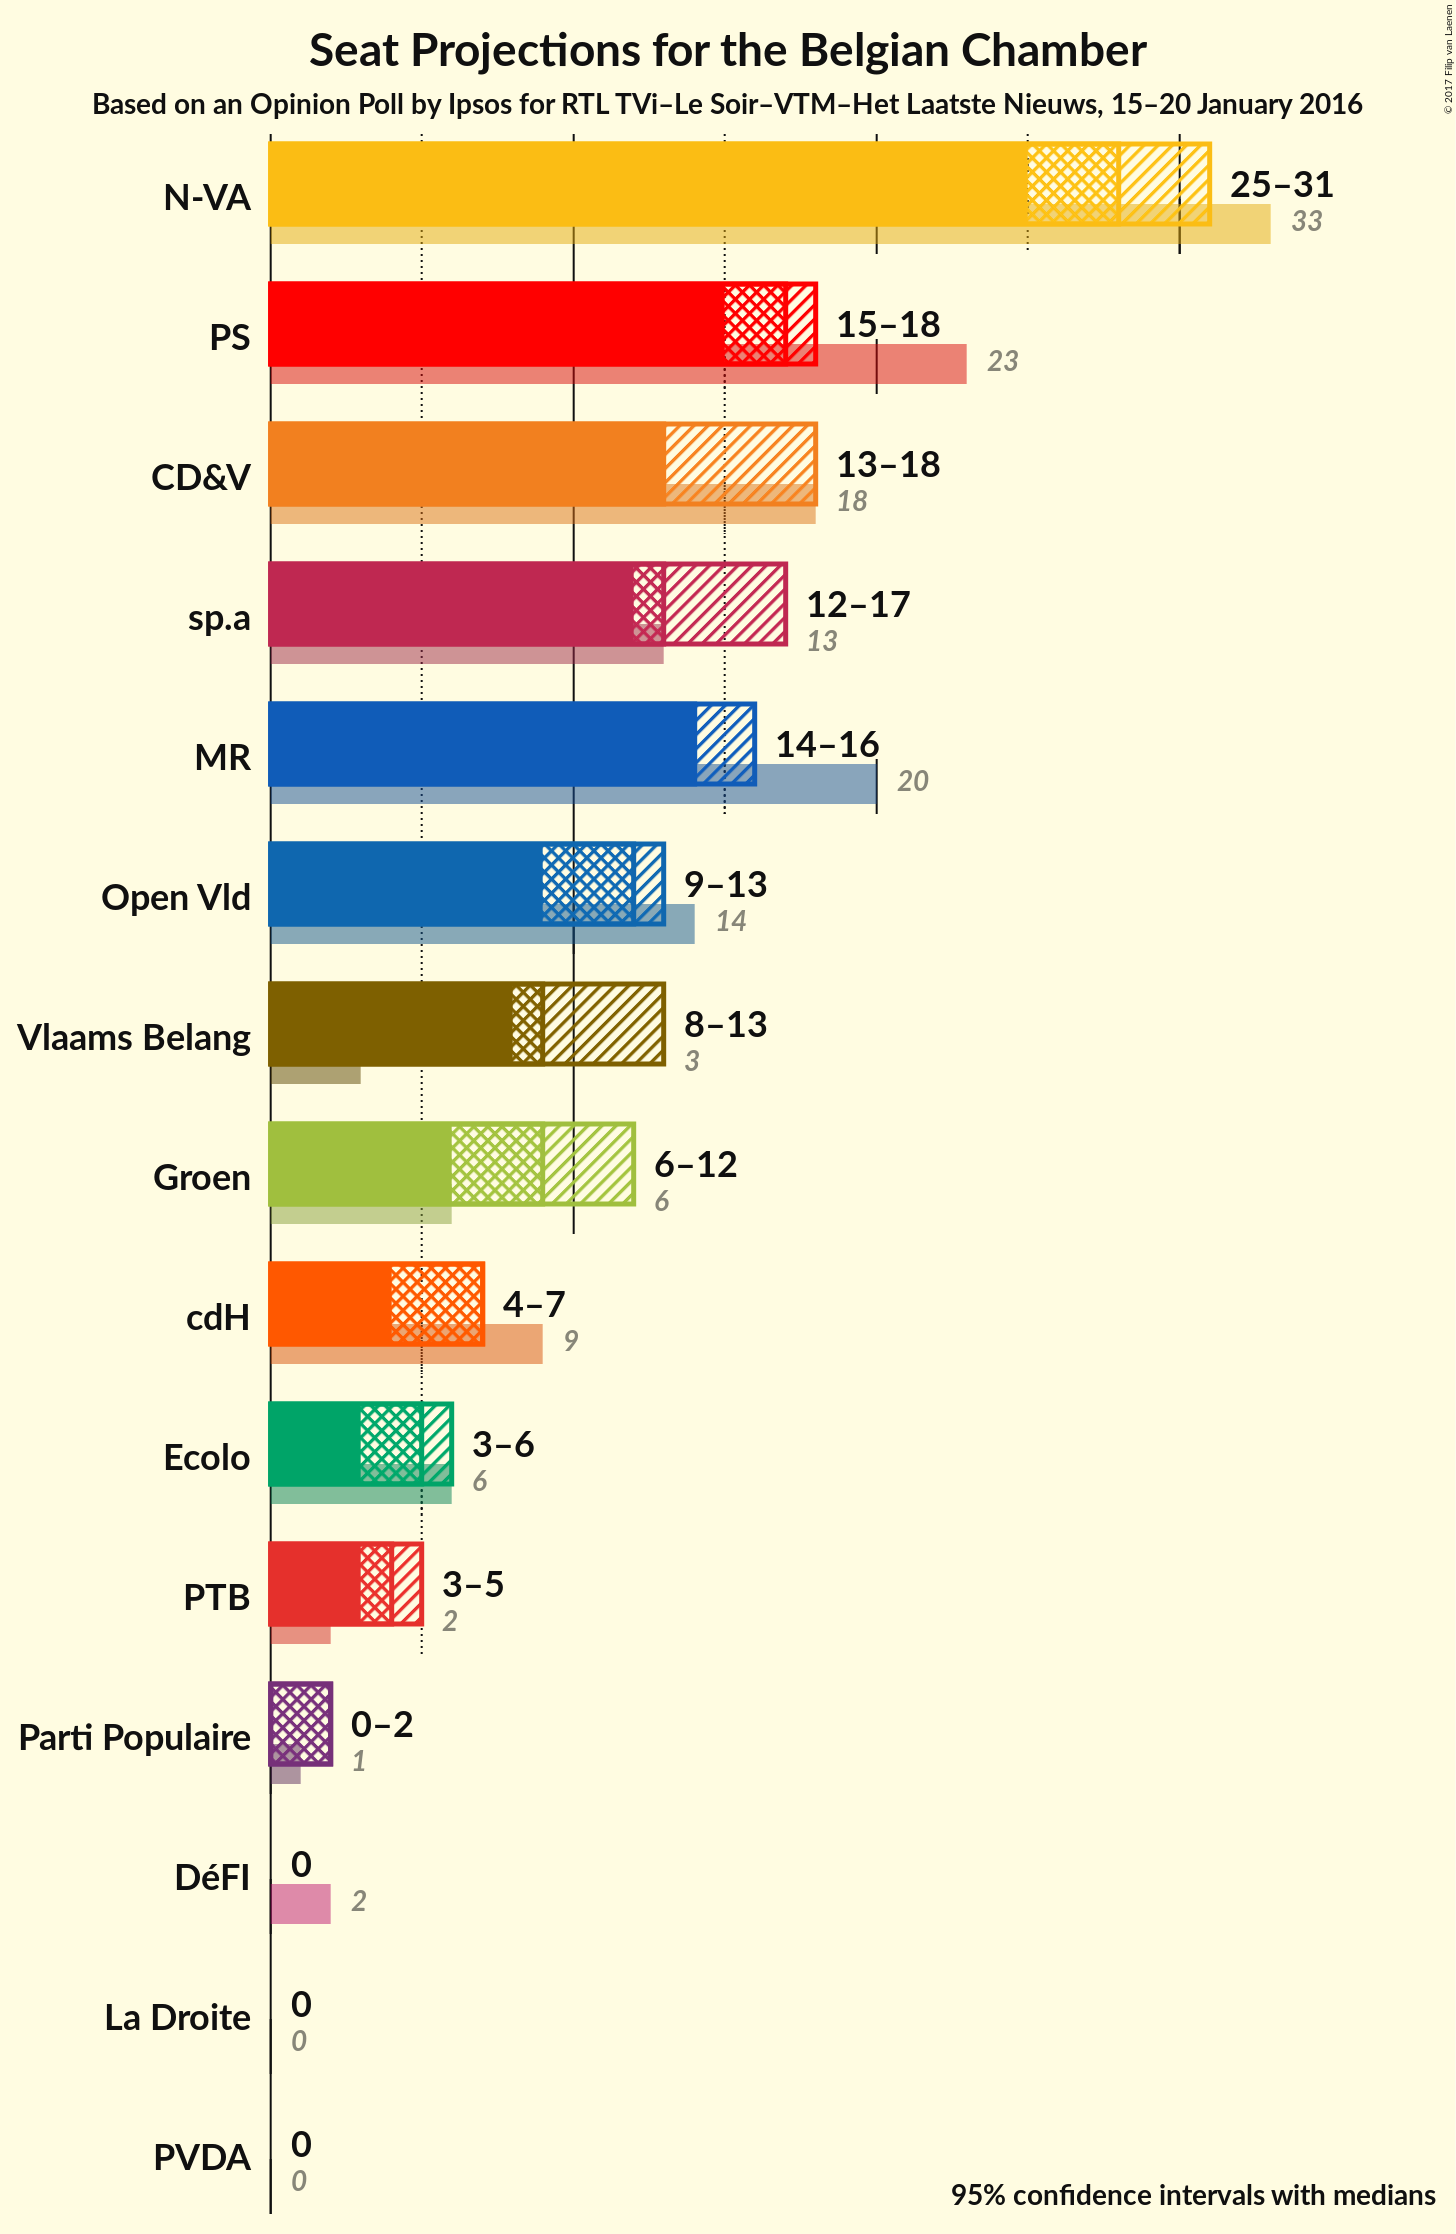 Seat Projections for the Belgian Chamber
Based on an Opinion Poll by Ipsos for RTL TVi–Le Soir–VTM–Het Laatste Nieuws, 15–20 January 2016
© 2017 Filip van Laenen
N-VA
25–31
33
PS
15–18
23
CD&V
13–18
18
sp.a
12–17
13
MR
14–16
20
Open Vld
9–13
14
Vlaams Belang
8–13
3
Groen
6–12
6
cdH
4–7
9
Ecolo
3–6
6
PTB
3–5
2
Parti Populaire
0–2
1
DéFI
0
2
La Droite
0
0
PVDA
0
0
95% confidence intervals with medians